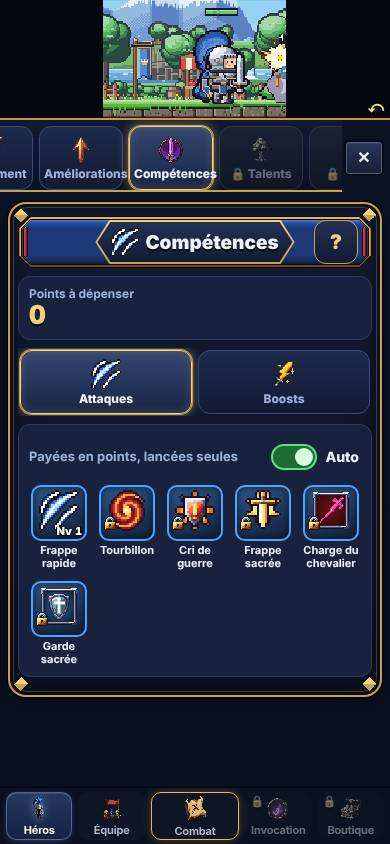 ment
Améliorations
Compétences
Talents
Compétences
?
Points à dépenser
0
Attaques
Boosts
Payées en points, lancées seules
Auto
Nv 1
Frappe
rapide
Tourbillon
Cri de
guerre
Frappe
sacrée
Charge du
chevalier
Garde
sacrée
Héros
Équipe
Combat
Invocation
Boutique